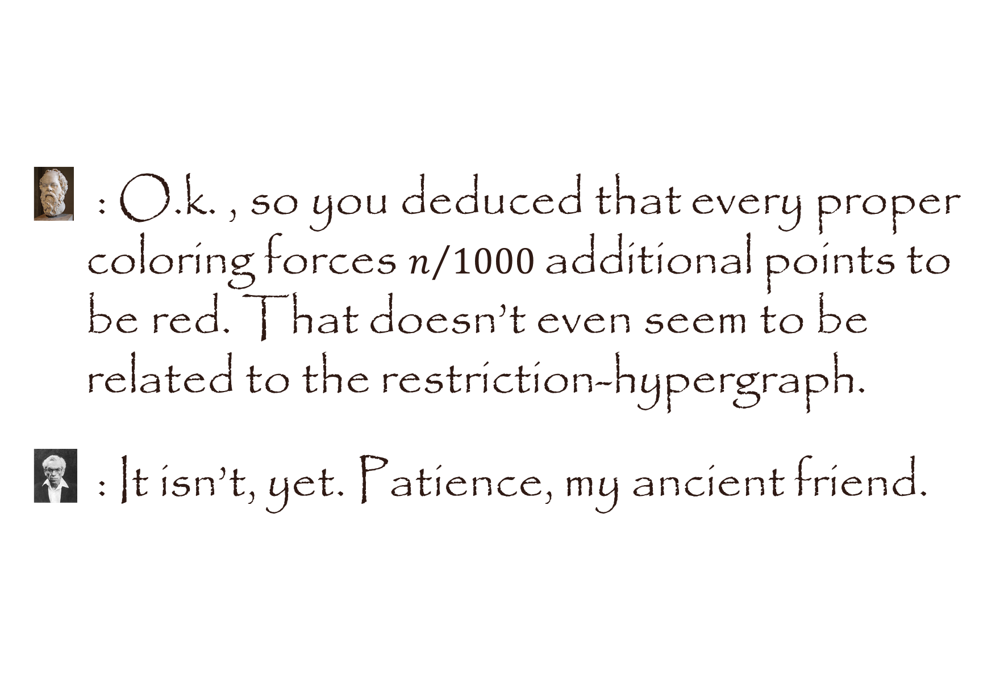 : O.k. , so you deduced that every proper
coloring forces n/1000 additional points to
be red. That doesn’t even seem to be
related to the restriction-hypergraph.
: It isn’t, yet. Patience, my ancient friend.